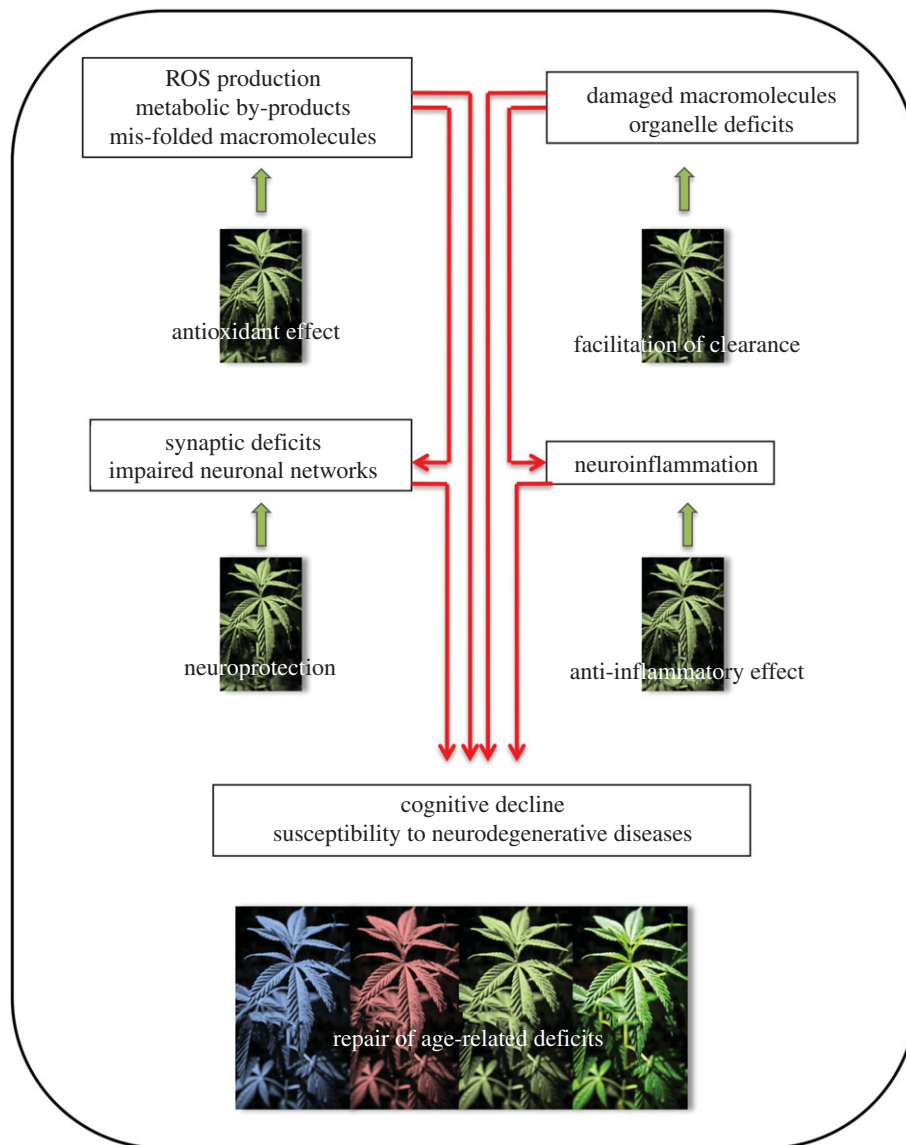 ROS production
metabolic by-products
mis-folded macromolecules
damaged macromolecules
organelle deficits
antioxidant effect
facilitation of clearance
synaptic deficits
impaired neuronal networks
neuroinflammation
neuroprotection
anti-inflammatory effect
cognitive decline
susceptibility to neurodegenerative diseases
repair of age-related deficits